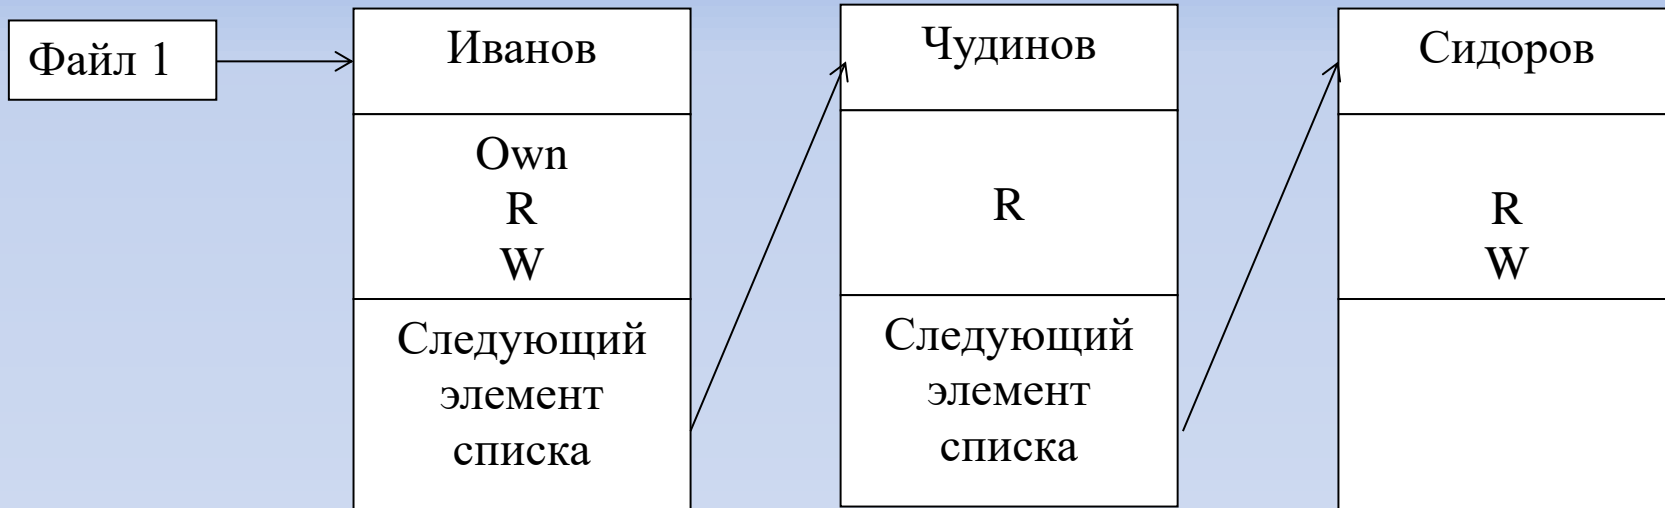 Файл 1
Иванов
Own
R
W
Следующий
элемент
списка
Чудинов
R
Следующий
элемент
списка
Сидоров
R
W